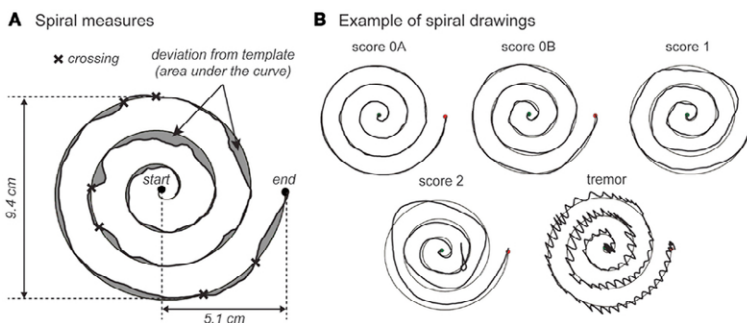 A Spiral measures
× crossing
deviation from template
(area under the curve)
start
end
9.4 cm
5.1 cm
B Example of spiral drawings
score 0A
score 0B
score 1
score 2
tremor